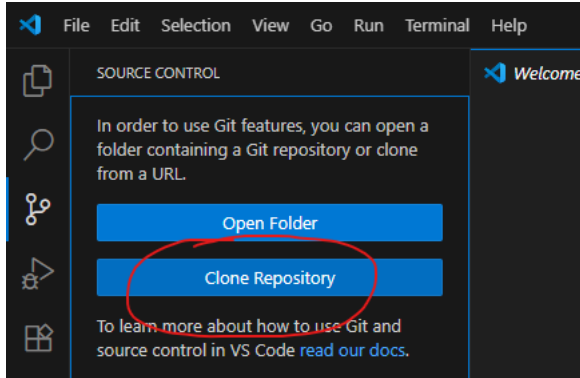 File Edit Selection View Go Run Terminal Help
SOURCE CONTROL
Welcome
In order to use Git features, you can open a
folder containing a Git repository or clone
from a URL.
Open Folder
Clone Repository
To learn more about how to use Git and
source control in VS Code read our docs.